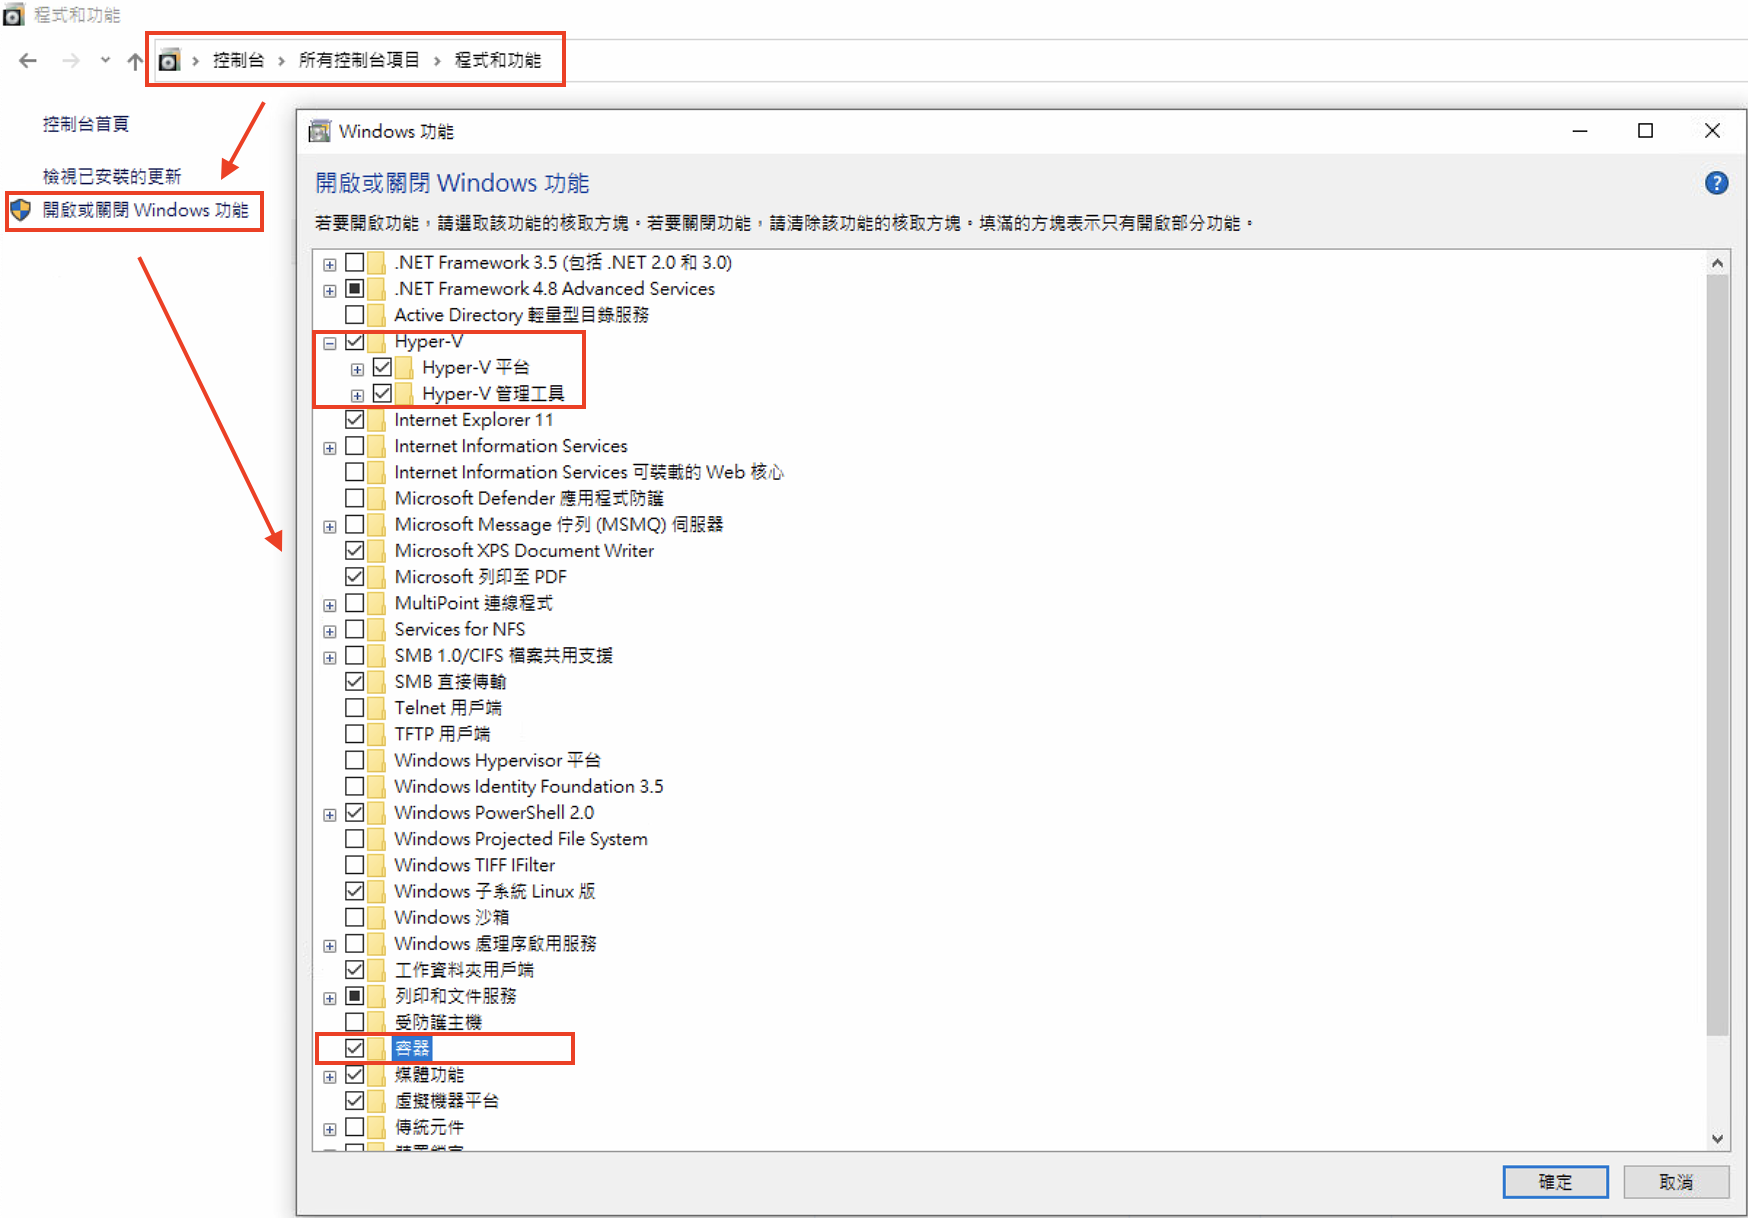 程式和功能
控制台 › 所有控制台項目 › 程式和功能
控制台首頁
檢視已安裝的更新
開啟或關閉 Windows 功能
Windows 功能
開啟或關閉 Windows 功能
若要開啟功能，請選取該功能的核取方塊。若要關閉功能，請清除該功能的核取方塊。填滿的方塊表示只有開啟部分功能。
.NET Framework 3.5 (包括 .NET 2.0 和 3.0)
.NET Framework 4.8 Advanced Services
Active Directory 輕量型目錄服務
Hyper-V
Hyper-V 平台
Hyper-V 管理工具
Internet Explorer 11
Internet Information Services
Internet Information Services 可裝載的 Web 核心
Microsoft Defender 應用程式防護
Microsoft Message 佇列 (MSMQ) 伺服器
Microsoft XPS Document Writer
Microsoft 列印至 PDF
MultiPoint 連線程式
Services for NFS
SMB 1.0/CIFS 檔案共用支援
SMB 直接傳輸
Telnet 用戶端
TFTP 用戶端
Windows Hypervisor 平台
Windows Identity Foundation 3.5
Windows PowerShell 2.0
Windows Projected File System
Windows TIFF IFilter
Windows 子系統 Linux 版
Windows 沙箱
Windows 處理序啟用服務
工作資料夾用戶端
列印和文件服務
受防護主機
容器
媒體功能
虛擬機器平台
傳統元件
確定
取消